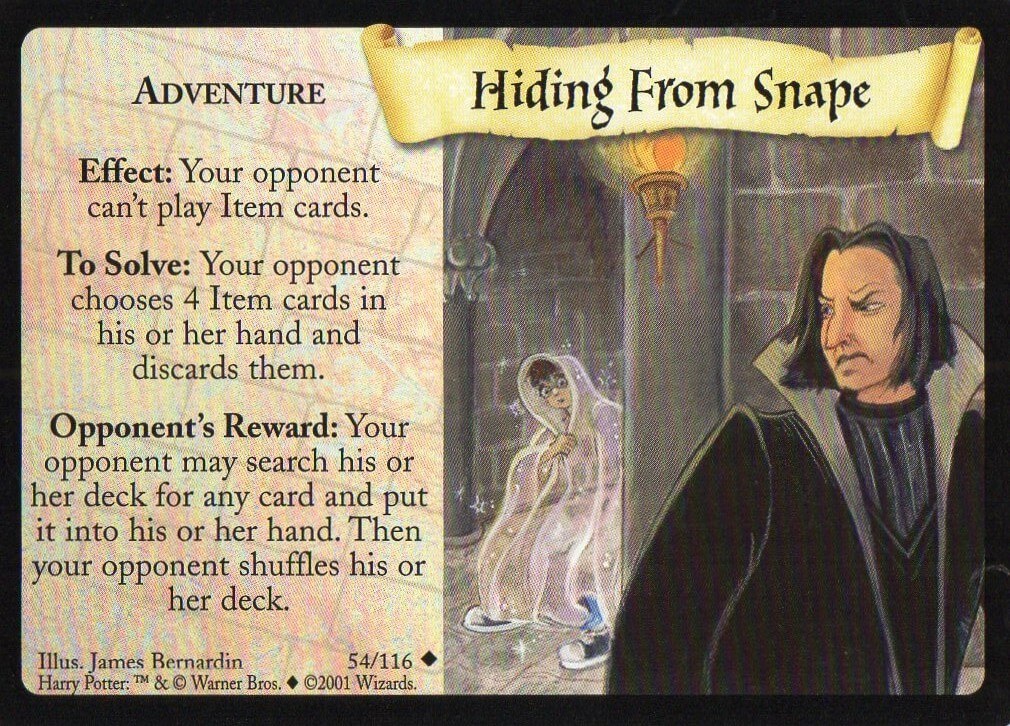 Hiding From Snape
ADVENTURE
Effect: Your opponent
can't play Item cards.
To Solve: Your opponent
chooses 4 Item cards in
his or her hand and
discards them.
Opponent's Reward: Your
opponent may search his or
her deck for any card and put
it into his or her hand. Then
your opponent shuffles his or
her deck.
Illus. James Bernardin 54/116 ◆
Harry Potter: ™ & © Warner Bros. ◆ ©2001 Wizards.